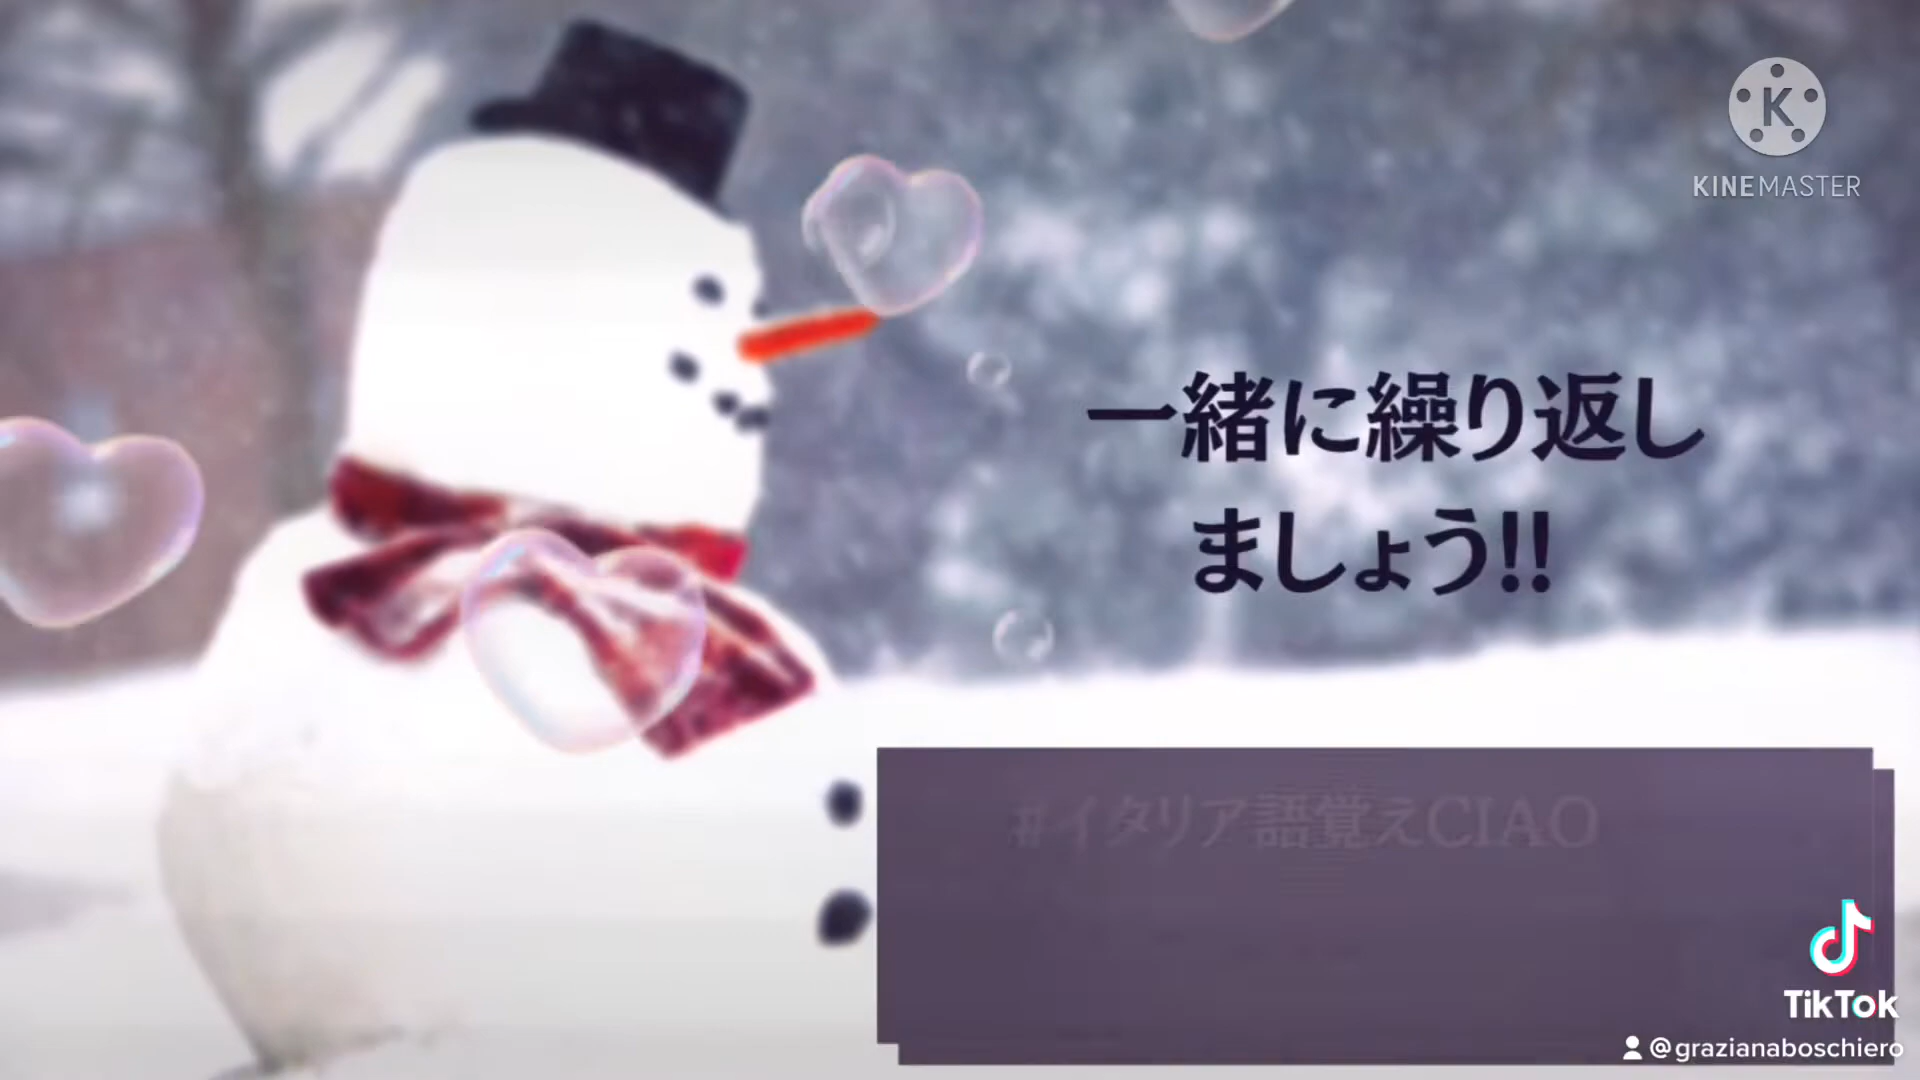 KINEMASTER
一緒に繰り返し
ましょう!!
#イタリア語覚えCIAO
TikTok
@grazianaboschiero